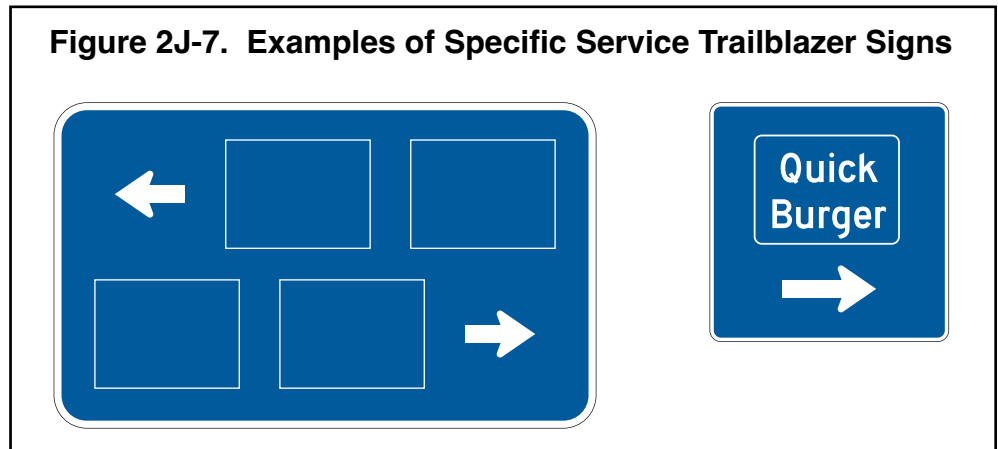 Figure 2J-7. Examples of Specific Service Trailblazer Signs
Quick
Burger